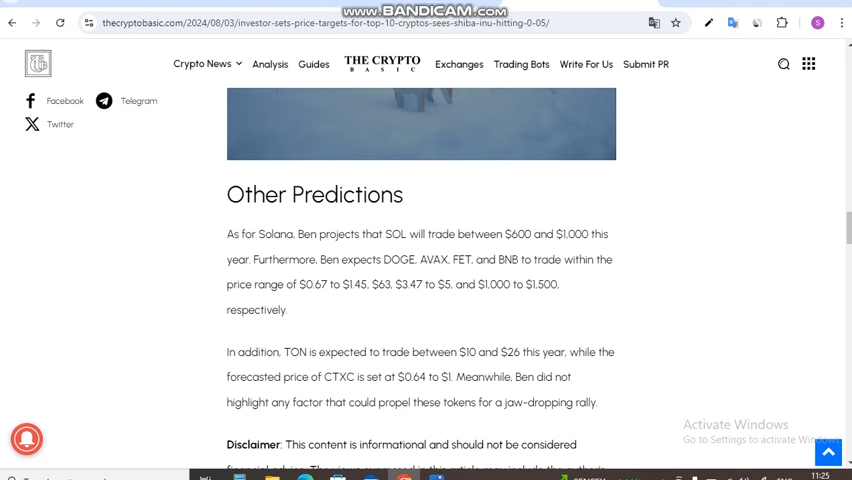 www.BANDICAM.com
thecryptobasic.com/2024/08/03/investor-sets-price-targets-for-top-10-cryptos-sees-shiba-inu-hitting-0-05/
S
Crypto News Analysis Guides THE CRYPTO BASIC Exchanges Trading Bots Write For Us Submit PR
Facebook Telegram
Twitter
Other Predictions
As for Solana, Ben projects that SOL will trade between $600 and $1,000 this
year. Furthermore, Ben expects DOGE, AVAX, FET, and BNB to trade within the
price range of $0.67 to $1.45, $63, $3.47 to $5, and $1,000 to $1,500,
respectively.
In addition, TON is expected to trade between $10 and $26 this year, while the
forecasted price of CTXC is set at $0.64 to $1. Meanwhile, Ben did not
highlight any factor that could propel these tokens for a jaw-dropping rally.
Activate Windows
Go to Settings to activate Windows.
Disclaimer: This content is informational and should not be considered
11:25